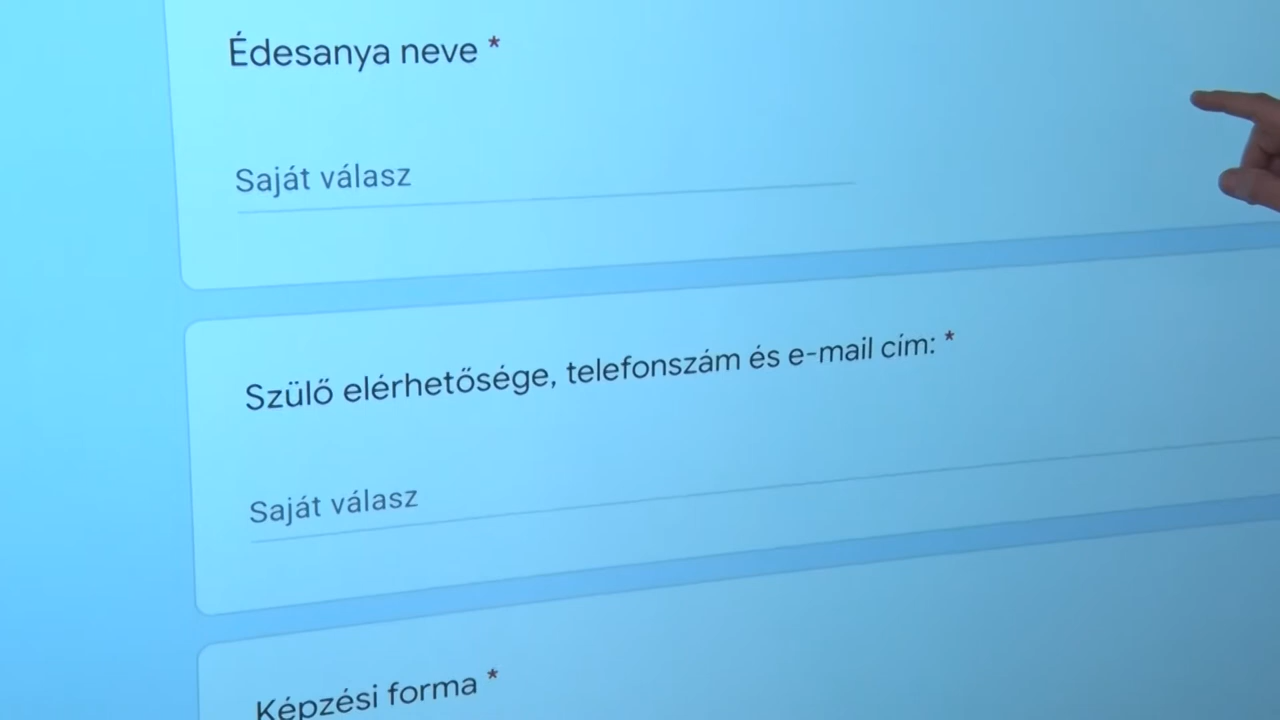 Édesanya neve *
Saját válasz
Szülő elérhetősége, telefonszám és e-mail cím: *
Saját válasz
Képzési forma *